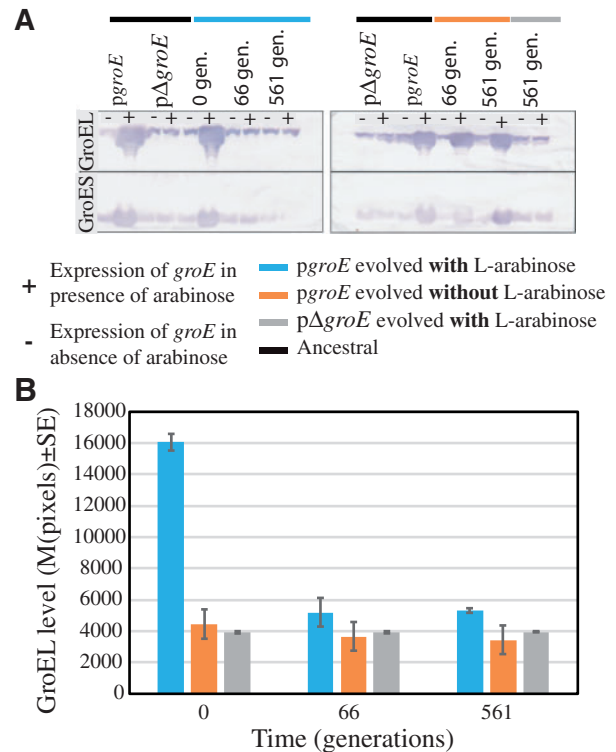 A
pgroE
pΔgroE
0 gen.
66 gen.
561 gen.
pΔgroE
pgroE
66 gen.
561 gen.
561 gen.
- + - + - + - + - +
- + - + - + - + - +
GroEL
GroES
+ Expression of groE in presence of arabinose
- Expression of groE in absence of arabinose
pgroE evolved with L-arabinose
pgroE evolved without L-arabinose
pΔgroE evolved with L-arabinose
Ancestral
B
GroEL level (M(pixels)±SE)
18000
16000
14000
12000
10000
8000
6000
4000
2000
0
0 66 561
Time (generations)